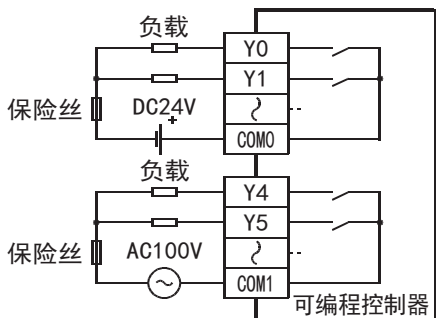 负载
Y0
Y1
保险丝
DC24V
+
COM0
负载
Y4
Y5
保险丝
AC100V
COM1
可编程控制器